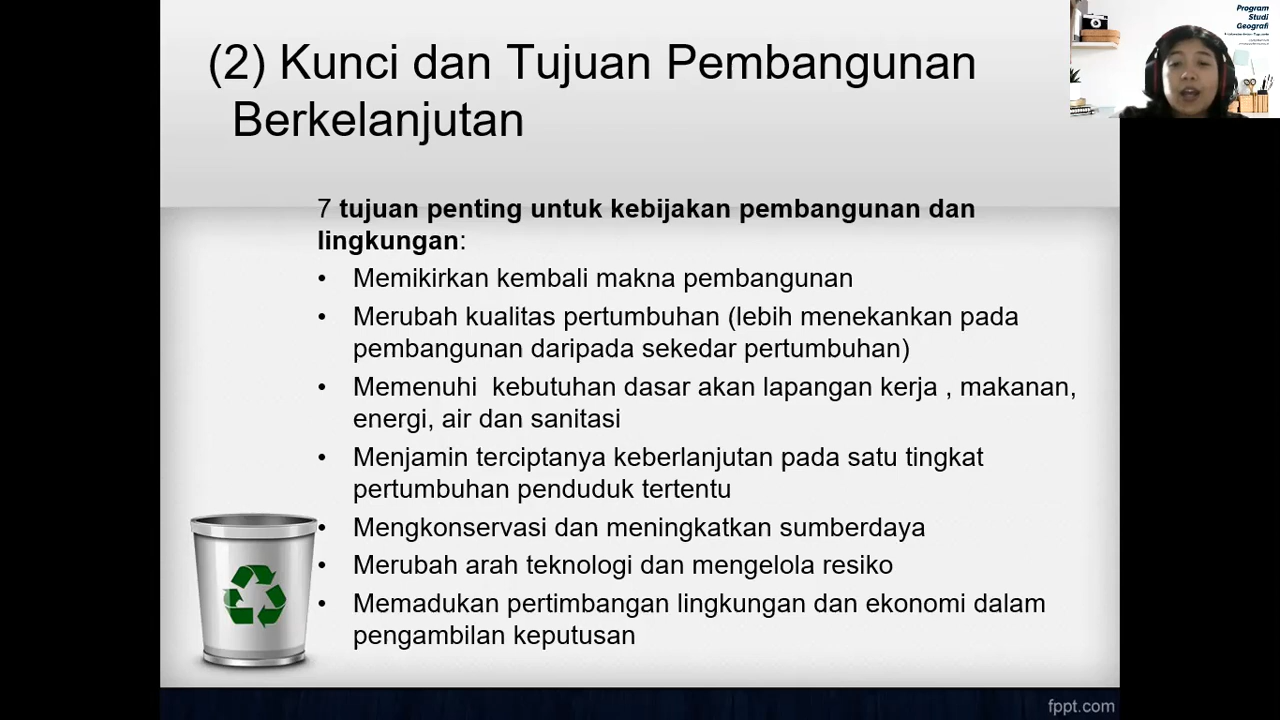 (2) Kunci dan Tujuan Pembangunan
Berkelanjutan
7 tujuan penting untuk kebijakan pembangunan dan
lingkungan:
• Memikirkan kembali makna pembangunan
• Merubah kualitas pertumbuhan (lebih menekankan pada
pembangunan daripada sekedar pertumbuhan)
• Memenuhi  kebutuhan dasar akan lapangan kerja , makanan,
energi, air dan sanitasi
• Menjamin terciptanya keberlanjutan pada satu tingkat
pertumbuhan penduduk tertentu
• Mengkonservasi dan meningkatkan sumberdaya
• Merubah arah teknologi dan mengelola resiko
• Memadukan pertimbangan lingkungan dan ekonomi dalam
pengambilan keputusan
fppt.com
Program
Studi
Geografi